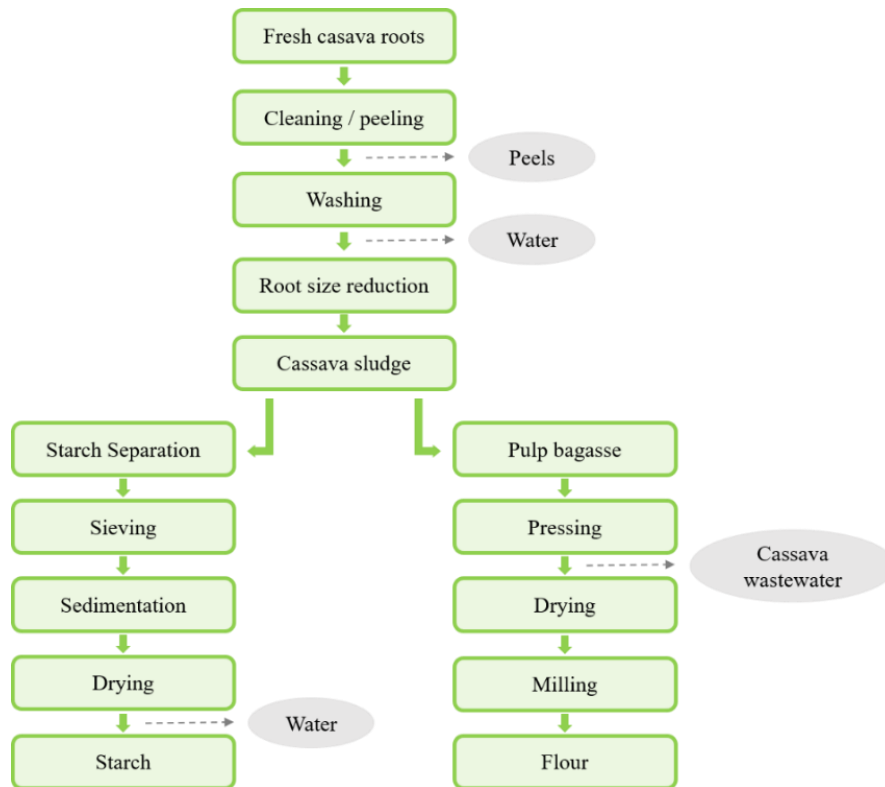 Fresh casava roots
Cleaning / peeling
Peels
Washing
Water
Root size reduction
Cassava sludge
Starch Separation
Pulp bagasse
Sieving
Pressing
Cassava
wastewater
Sedimentation
Drying
Drying
Milling
Water
Starch
Flour